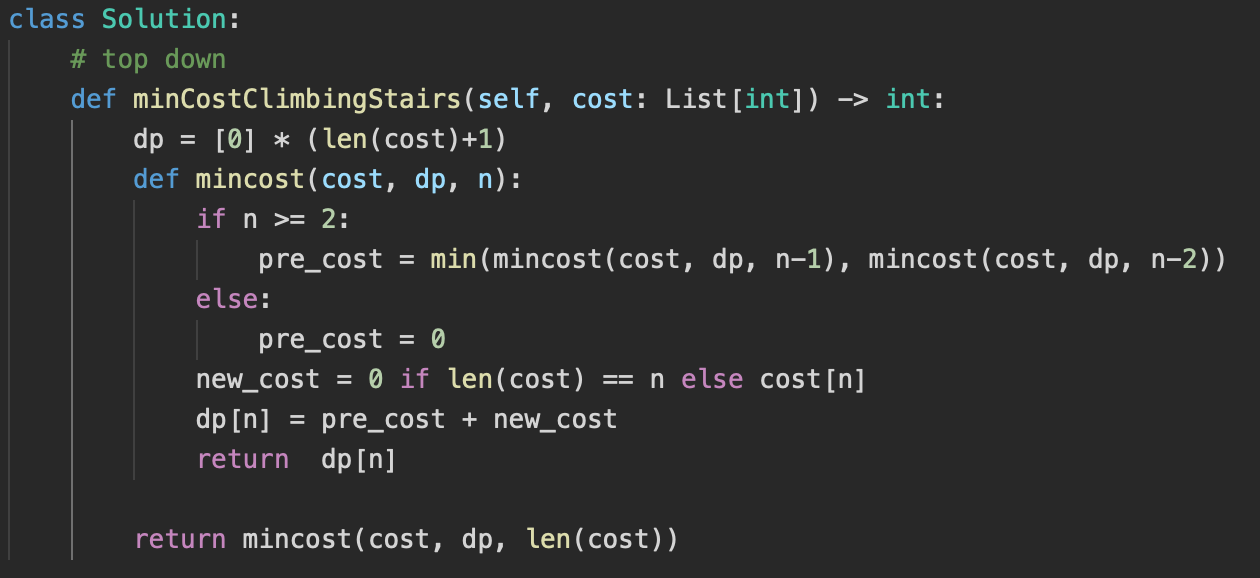 class Solution:
    # top down
    def minCostClimbingStairs(self, cost: List[int]) -> int:
        dp = [0] * (len(cost)+1)
        def mincost(cost, dp, n):
            if n >= 2:
                pre_cost = min(mincost(cost, dp, n-1), mincost(cost, dp, n-2))
            else:
                pre_cost = 0
            new_cost = 0 if len(cost) == n else cost[n]
            dp[n] = pre_cost + new_cost
            return  dp[n]

        return mincost(cost, dp, len(cost))